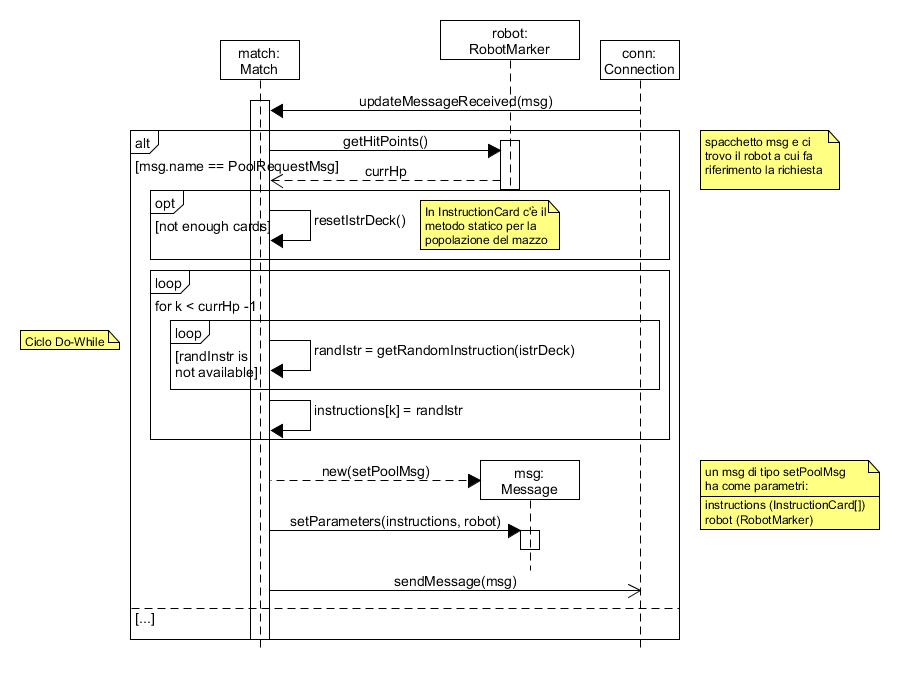 robot:
RobotMarker
match:
Match
conn:
Connection
updateMessageReceived(msg)
alt
getHitPoints()
[msg.name == PoolRequestMsg]
currHp
spacchetto msg e ci
trovo il robot a cui fa
riferimento la richiesta
opt
[not enough cards]
resetIstrDeck()
In InstructionCard c'è il
metodo statico per la
popolazione del mazzo
loop
for k < currHp -1
Ciclo Do-While
loop
[randInstr is
not available]
randIstr = getRandomInstruction(istrDeck)
instructions[k] = randIstr
new(setPoolMsg)
msg:
Message
un msg di tipo setPoolMsg
ha come parametri:
instructions (InstructionCard[])
robot (RobotMarker)
setParameters(instructions, robot)
sendMessage(msg)
[...]